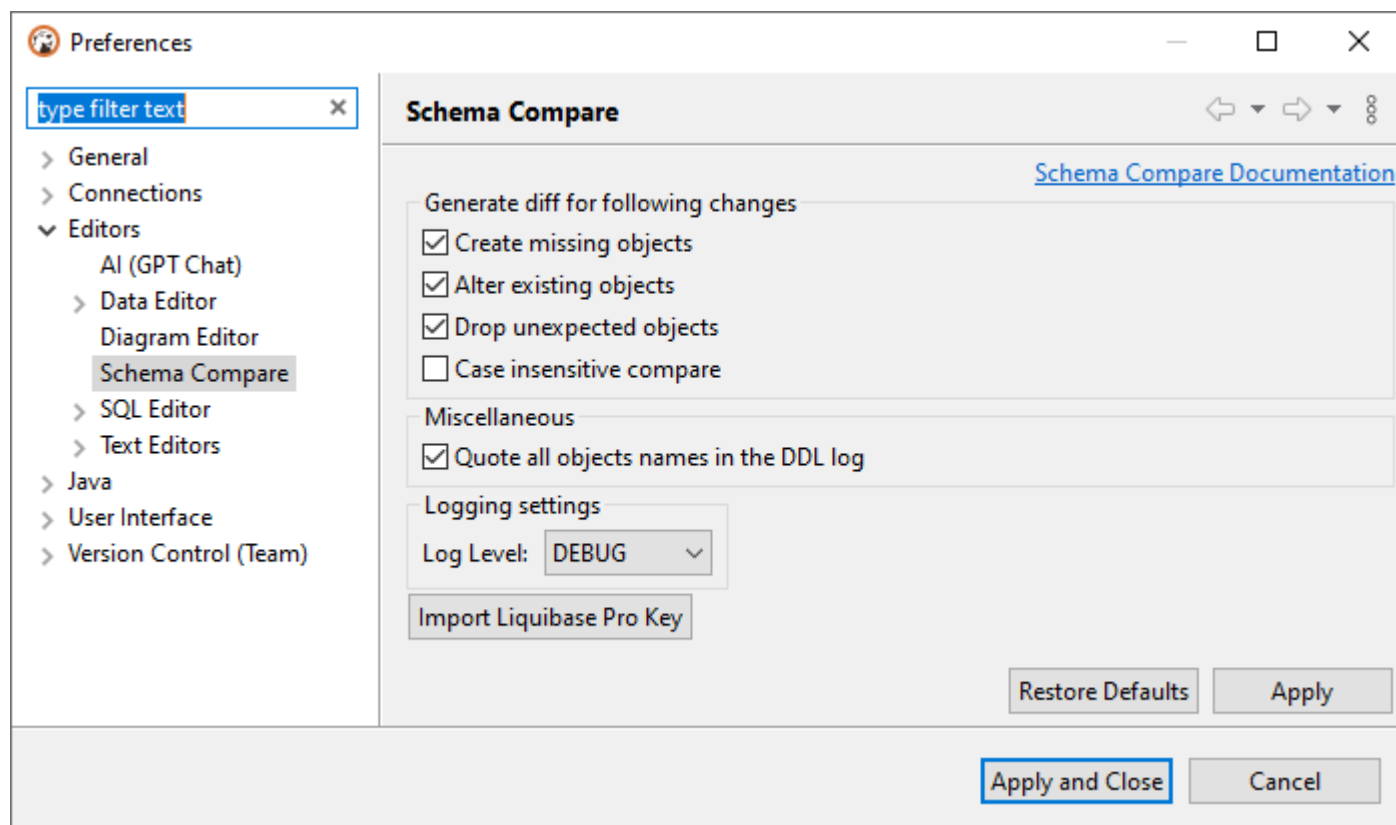 Preferences
type filter text
General
Connections
Editors
AI (GPT Chat)
Data Editor
Diagram Editor
Schema Compare
SQL Editor
Text Editors
Java
User Interface
Version Control (Team)
Schema Compare
Schema Compare Documentation
Generate diff for following changes
Create missing objects
Alter existing objects
Drop unexpected objects
Case insensitive compare
Miscellaneous
Quote all objects names in the DDL log
Logging settings
Log Level: DEBUG
Import Liquibase Pro Key
Restore Defaults Apply
Apply and Close Cancel